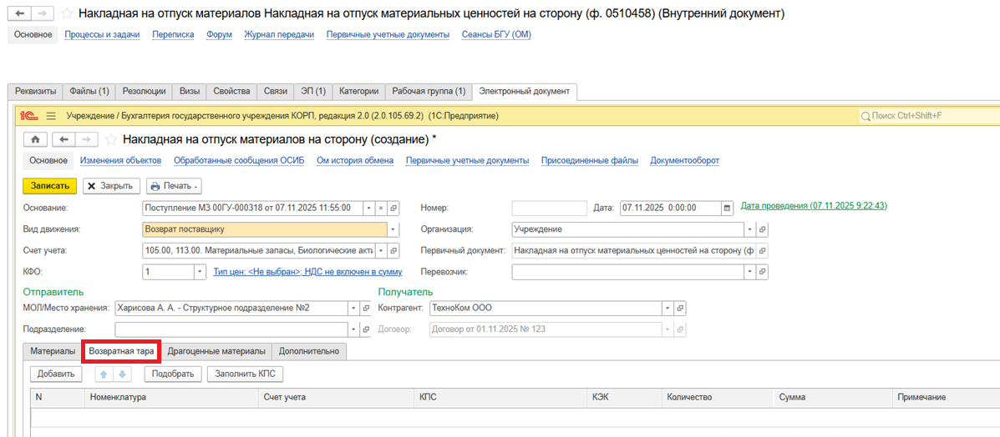 Накладная на отпуск материалов Накладная на отпуск материальных ценностей на сторону (ф. 0510458) (Внутренний документ)
Основное Процессы и задачи Переписка Форум Журнал передачи Первичные учетные документы Сеансы БГУ (ОМ)
Реквизиты Файлы (1) Резолюции Визы Свойства Связи ЭП (1) Категории Рабочая группа (1) Электронный документ
1С Учреждение / Бухгалтерия государственного учреждения КОРП, редакция 2.0 (2.0.105.69.2) (1С:Предприятие) Поиск Ctrl+Shift+F
Накладная на отпуск материалов на сторону (создание) *
Основное Изменения объектов Обработанные сообщения ОСИБ Ом история обмена Первичные учетные документы Присоединенные файлы Документооборот
Записать Закрыть Печать
Основание: Поступление МЗ 00ГУ-000318 от 07.11.2025 11:55:00 Номер: Дата: 07.11.2025 0:00:00 Дата проведения (07.11.2025 9:22:43)
Вид движения: Возврат поставщику Организация: Учреждение
Счет учета: 105.00, 113.00. Материальные запасы, Биологические акти Первичный документ: Накладная на отпуск материальных ценностей на сторону (ф
КФО: 1 Тип цен: <Не выбран>; НДС не включен в сумму Перевозчик:
Отправитель Получатель
МОЛ/Место хранения: Харисова А. А. - Структурное подразделение №2 Контрагент: ТехноКом ООО
Подразделение: Договор: Договор от 01.11.2025 № 123
Материалы Возвратная тара Драгоценные материалы Дополнительно
Добавить Подобрать Заполнить КПС
N Номенклатура Счет учета КПС КЭК Количество Сумма Примечание